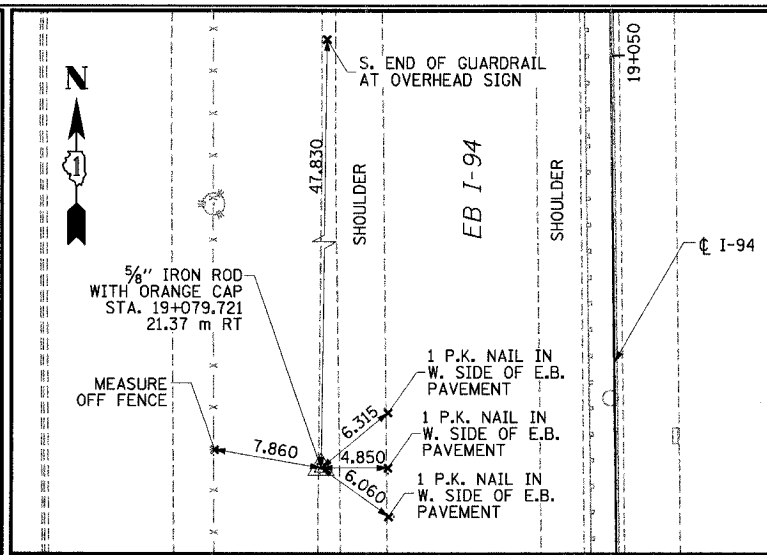 S. END OF GUARDRAIL
AT OVERHEAD SIGN
19+050
N
1
47.830
SHOULDER
EB I-94
SHOULDER
℄ I-94
5/8" IRON ROD
WITH ORANGE CAP
STA. 19+079.721
21.37 m RT
1 P.K. NAIL IN
W. SIDE OF E.B.
PAVEMENT
MEASURE
OFF FENCE
6.315
1 P.K. NAIL IN
W. SIDE OF E.B.
PAVEMENT
7.860
4.850
6.060
1 P.K. NAIL IN
W. SIDE OF E.B.
PAVEMENT